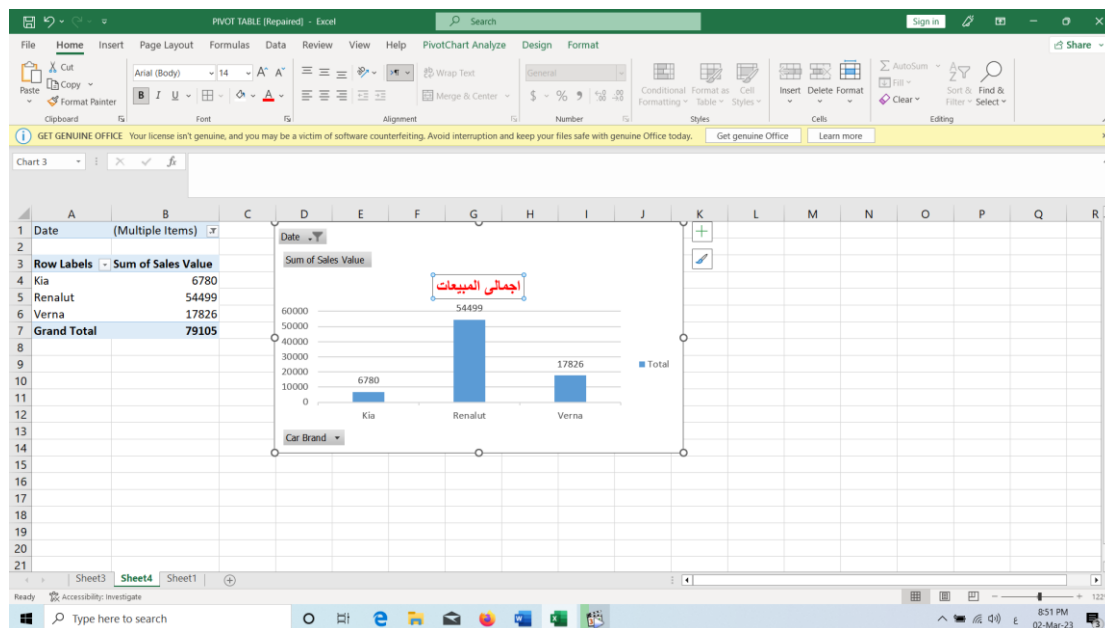 PIVOT TABLE (Repaired) - Excel
Search
Sign in
File Home Insert Page Layout Formulas Data Review View Help PivotChart Analyze Design Format
Share
Paste
Cut
Copy
Format Painter
Clipboard
Arial (Body) 14
B I U
Font
Wrap Text
Merge & Center
Alignment
General
$ % 9
Number
Conditional Formatting
Format as Table
Cell Styles
Styles
Insert Delete Format
Cells
AutoSum
Fill
Clear
Sort & Filter
Find & Select
Editing
GET GENUINE OFFICE Your license isn't genuine, and you may be a victim of software counterfeiting. Avoid interruption and keep your files safe with genuine Office today. Get genuine Office Learn more
Chart 3 fx
A B C D E F G H I J K L M N O P Q R
1 Date (Multiple Items)
2
3 Row Labels Sum of Sales Value
4 Kia 6780
5 Renalut 54499
6 Verna 17826
7 Grand Total 79105
8
9
10
11
12
13
14
15
16
17
18
19
20
21
Date
Sum of Sales Value
اجمالى المبيعات
60000
50000
40000
30000
20000
10000
0
6780
54499
17826
Kia Renalut Verna
Total
Car Brand
Sheet3 Sheet4 Sheet1
Ready Accessibility: Investigate
122
Type here to search
ع
8:51 PM
02-Mar-23
3